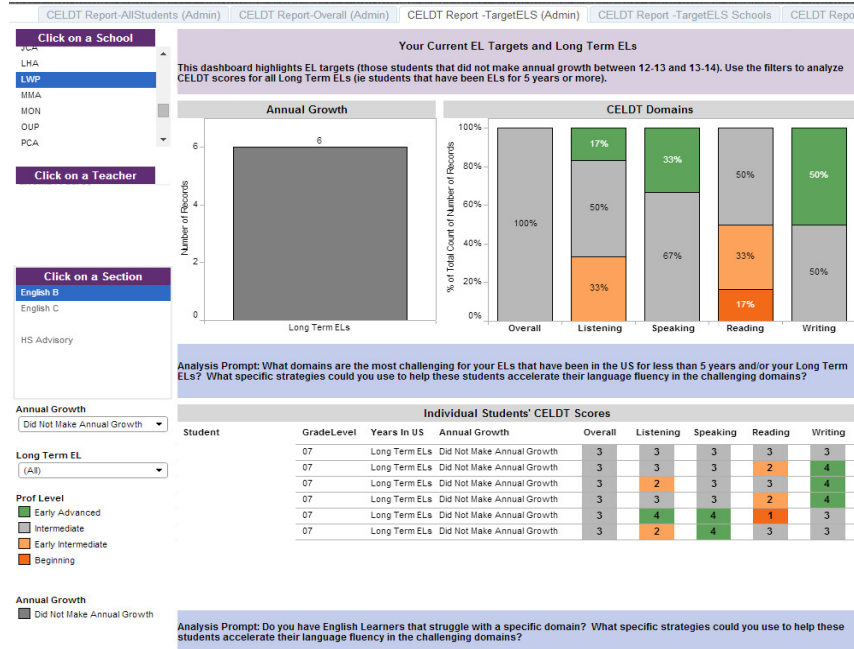 CELDT Report-AllStudents (Admin)
CELDT Report-Overall (Admin)
CELDT Report -TargetELS (Admin)
CELDT Report -TargetELS Schools
CELDT Repo
Click on a School
JCA
LHA
LWP
MMA
MON
OUP
PCA
Click on a Teacher
Click on a Section
English B
English C
HS Advisory
Annual Growth
Did Not Make Annual Growth
Long Term EL
(All)
Prof Level
Early Advanced
Intermediate
Early Intermediate
Beginning
Annual Growth
Did Not Make Annual Growth
Your Current EL Targets and Long Term ELs
This dashboard highlights EL targets (those students that did not make annual growth between 12-13 and 13-14). Use the filters to analyze
CELDT scores for all Long Term ELs (ie students that have been ELs for 5 years or more).
Annual Growth
Number of Records
6
4
2
0
6
Long Term ELs
CELDT Domains
% of Total Count of Number of Records
100%
80%
60%
40%
20%
0%
100%
17%
50%
33%
33%
67%
50%
33%
17%
50%
50%
Overall Listening Speaking Reading Writing
Analysis Prompt: What domains are the most challenging for your ELs that have been in the US for less than 5 years and/or your Long Term
ELs? What specific strategies could you use to help these students accelerate their language fluency in the challenging domains?
Individual Students' CELDT Scores
Student GradeLevel Years In US Annual Growth Overall Listening Speaking Reading Writing
07 Long Term ELs Did Not Make Annual Growth 3 3 3 3 3
07 Long Term ELs Did Not Make Annual Growth 3 3 3 2 4
07 Long Term ELs Did Not Make Annual Growth 3 2 3 3 4
07 Long Term ELs Did Not Make Annual Growth 3 3 3 2 4
07 Long Term ELs Did Not Make Annual Growth 3 4 4 1 3
07 Long Term ELs Did Not Make Annual Growth 3 2 4 3 3
Analysis Prompt: Do you have English Learners that struggle with a specific domain? What specific strategies could you use to help these
students accelerate their language fluency in the challenging domains?